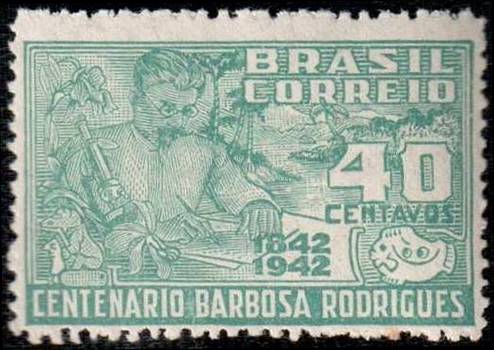 BRASIL
CORREIO
40
CENTAVOS
1842
1942
CENTENARIO BARBOSA RODRIGUES